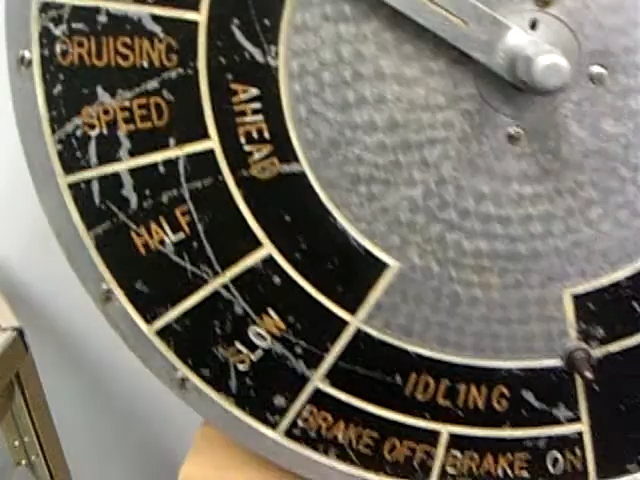 CRUISING
SPEED
AHEAD
HALF
SLOW
IDLING
BRAKE OFF
BRAKE ON